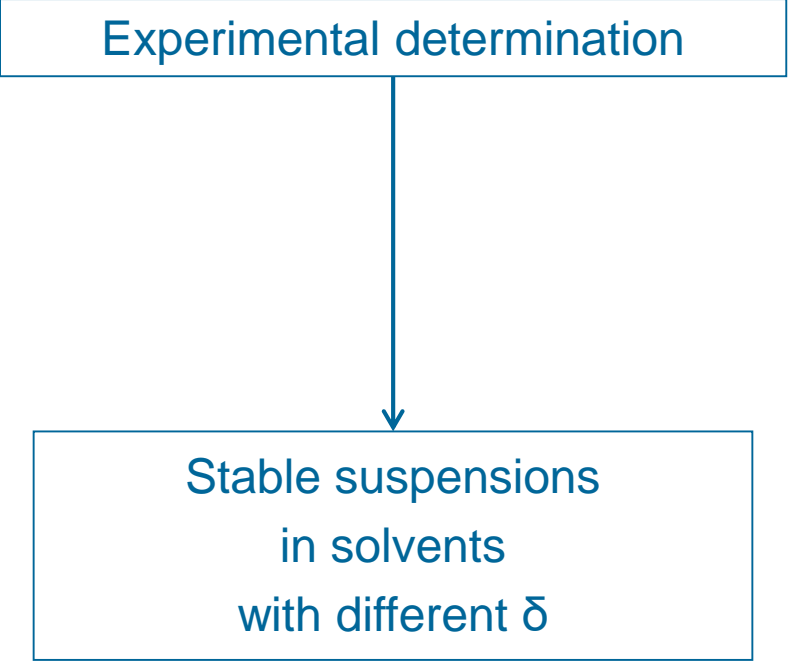 Experimental determination
Stable suspensions
in solvents
with different δ